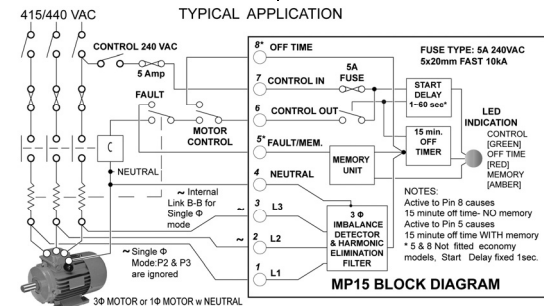 415/440 VAC
TYPICAL APPLICATION
CONTROL 240 VAC
5 Amp
FAULT
MOTOR
CONTROL
C
NEUTRAL
~ Internal
Link B-B for
Single Φ
mode
~ Single Φ
Mode:P2 & P3
are ignored
3Φ MOTOR or 1Φ MOTOR w NEUTRAL
8* OFF TIME
7 CONTROL IN
5A
FUSE
6 CONTROL OUT
5* FAULT/MEM.
4 NEUTRAL
~ 3 L3
~ 2 L2
1 L1
FUSE TYPE: 5A 240VAC
5x20mm FAST 10kA
START
DELAY
1~60 sec*
15 min.
OFF
TIMER
MEMORY
UNIT
3 Φ
IMBALANCE
DETECTOR
& HARMONIC
ELIMINATION
FILTER
LED
INDICATION
CONTROL
[GREEN]
OFF TIME
[RED]
MEMORY
[AMBER]
NOTES:
Active to Pin 8 causes
15 minute off time- NO memory
Active to Pin 5 causes
15 minute off time WITH memory
* 5 & 8 Not fitted economy
models, Start Delay fixed 1sec.
MP15 BLOCK DIAGRAM